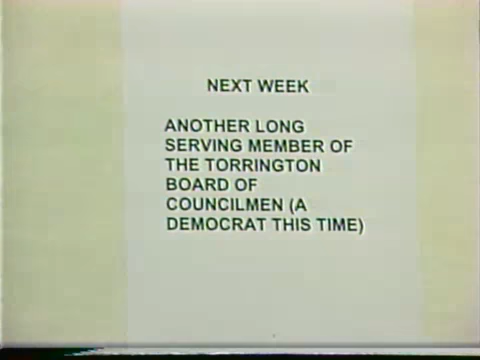 NEXT WEEK
ANOTHER LONG
SERVING MEMBER OF
THE TORRINGTON
BOARD OF
COUNCILMEN (A
DEMOCRAT THIS TIME)